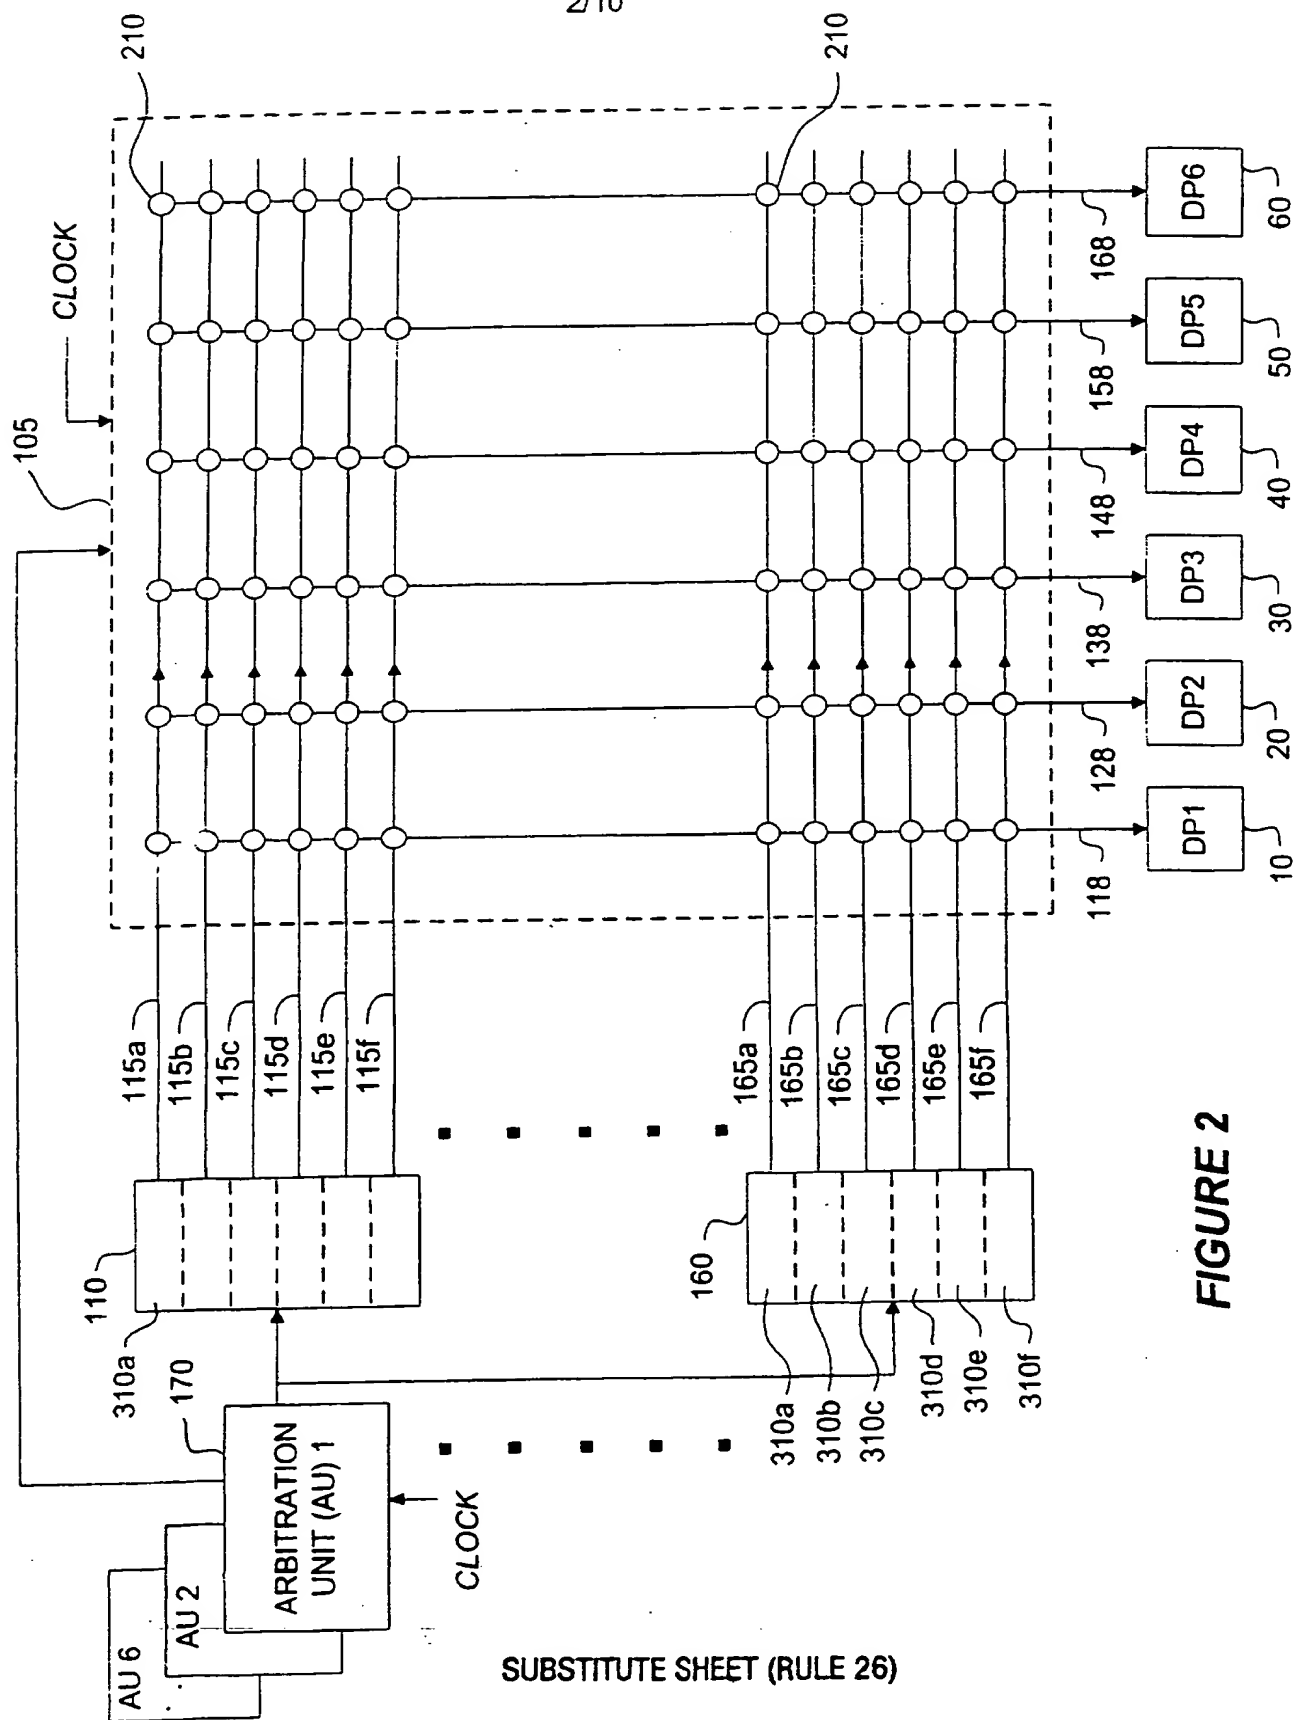 2/16
210
CLOCK
105
210
115a
115b
115c
115d
115e
115f
165a
165b
165c
165d
165e
165f
110
310a
170
160
310a
310b
310c
310d
310e
310f
ARBITRATION
UNIT (AU) 1
AU 2
AU 6
CLOCK
118
128
138
148
158
168
DP1
DP2
DP3
DP4
DP5
DP6
10
20
30
40
50
60
FIGURE 2
SUBSTITUTE SHEET (RULE 26)